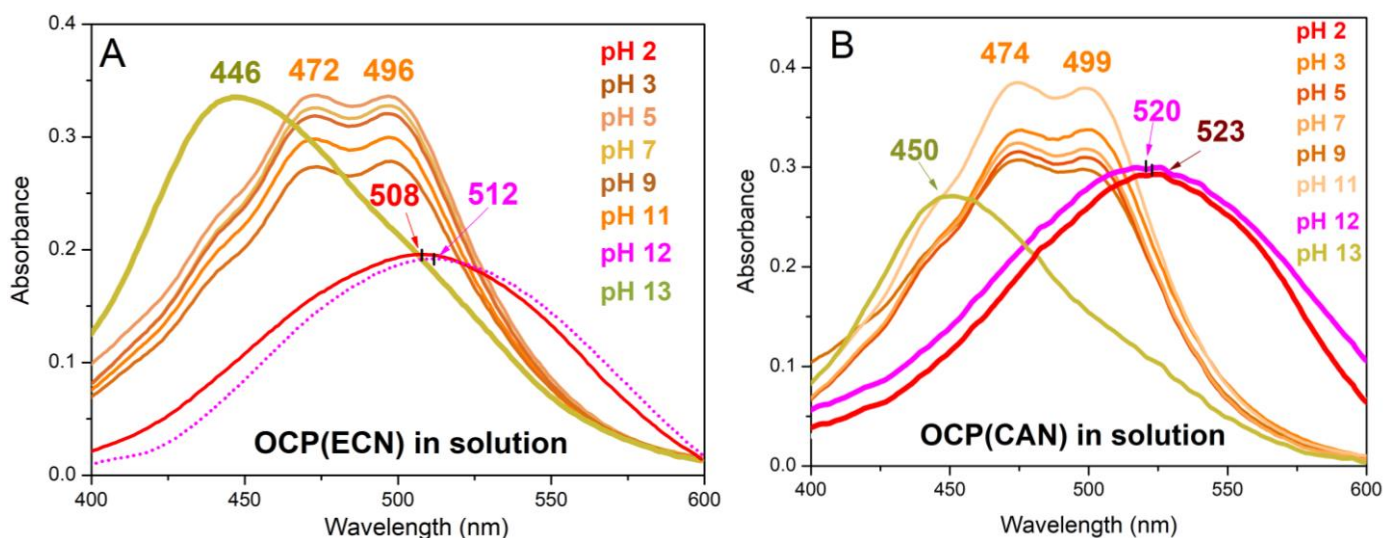 A
446
472
496
508
512
pH 2
pH 3
pH 5
pH 7
pH 9
pH 11
pH 12
pH 13
OCP(ECN) in solution
0.4
0.3
0.2
0.1
0.0
Absorbance
400
450
500
550
600
Wavelength (nm)
B
474
499
520
523
450
pH 2
pH 3
pH 5
pH 7
pH 9
pH 11
pH 12
pH 13
OCP(CAN) in solution
0.4
0.3
0.2
0.1
0.0
Absorbance
400
450
500
550
600
Wavelength (nm)